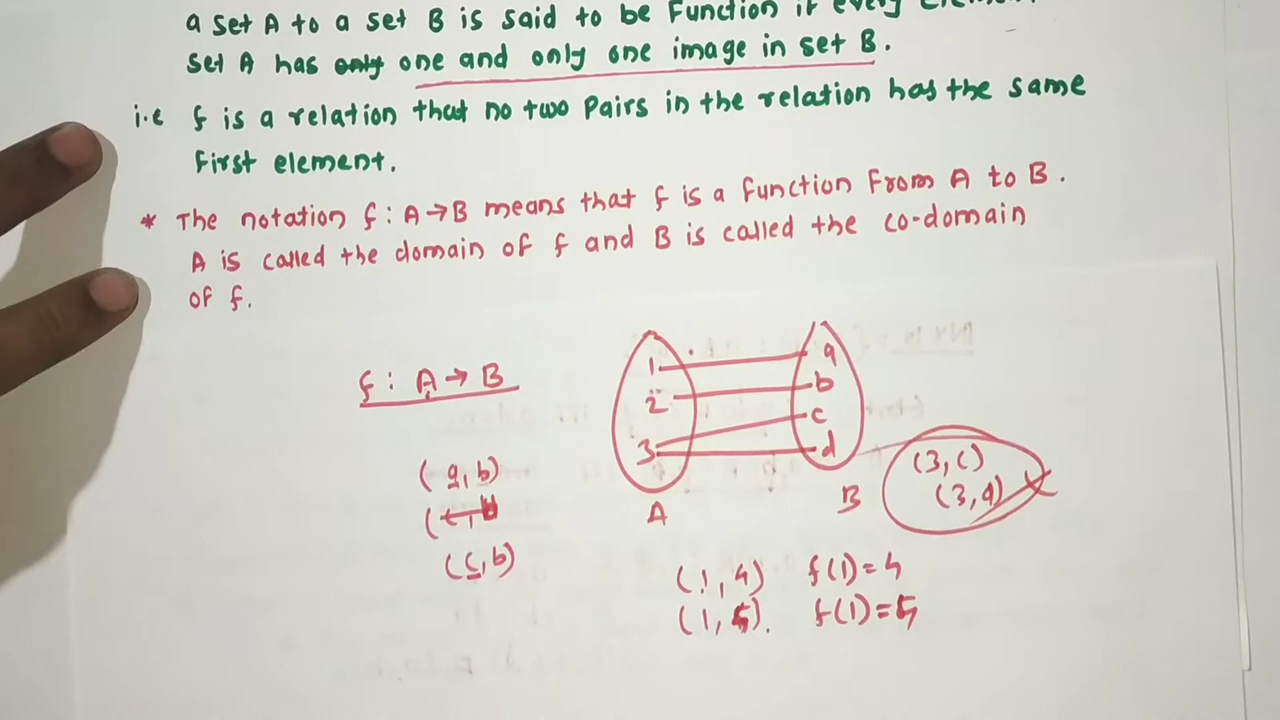 a set A to a set B is said to be Function if every
set A has only one and only one image in set B.
i.e f is a relation that no two Pairs in the relation has the same
First element.
* The notation f : A → B means that f is a function From A to B.
A is called the domain of f and B is called the co-domain
of f.
f : A → B
1 a
2 b
3 c
d
A B
(3, c)
(3, d)
(a, b)
(c, b)
(1, 4) f(1) = 4
(1, 5). f(1) = 5